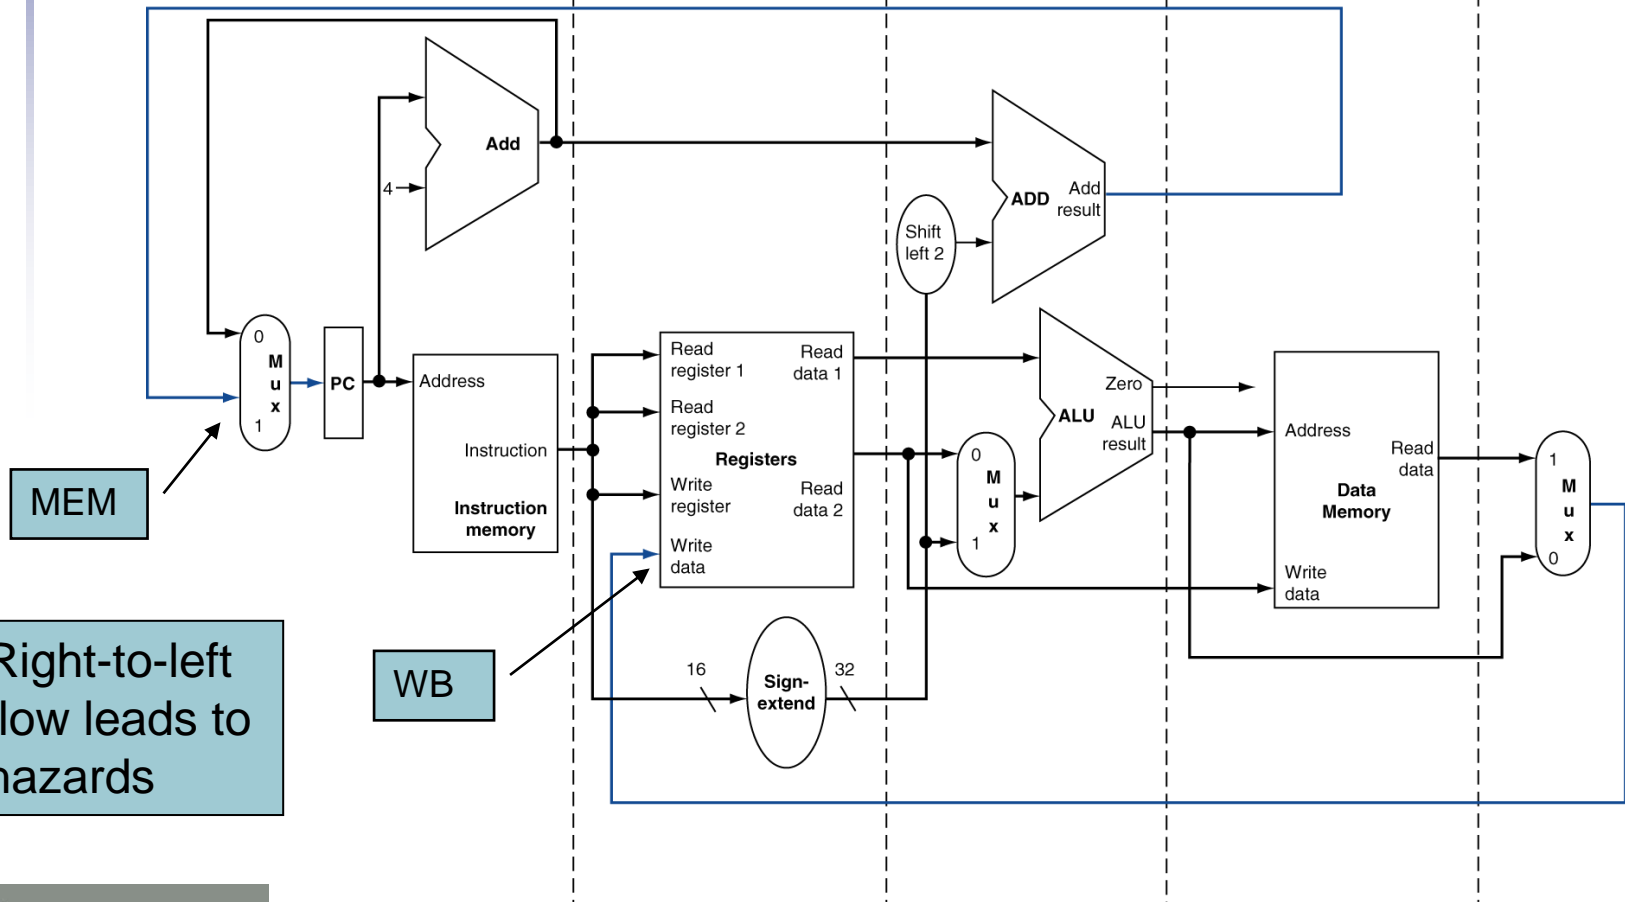 Add
4
ADD
Add
result
Shift
left 2
0
M
u
x
1
PC
Address
Instruction
Instruction
memory
Read
register 1
Read
register 2
Write
register
Write
data
Registers
Read
data 1
Read
data 2
0
M
u
x
1
Zero
ALU
ALU
result
Address
Read
data
Data
Memory
Write
data
1
M
u
x
0
MEM
WB
16
Sign-
extend
32
Right-to-left
low leads to
hazards